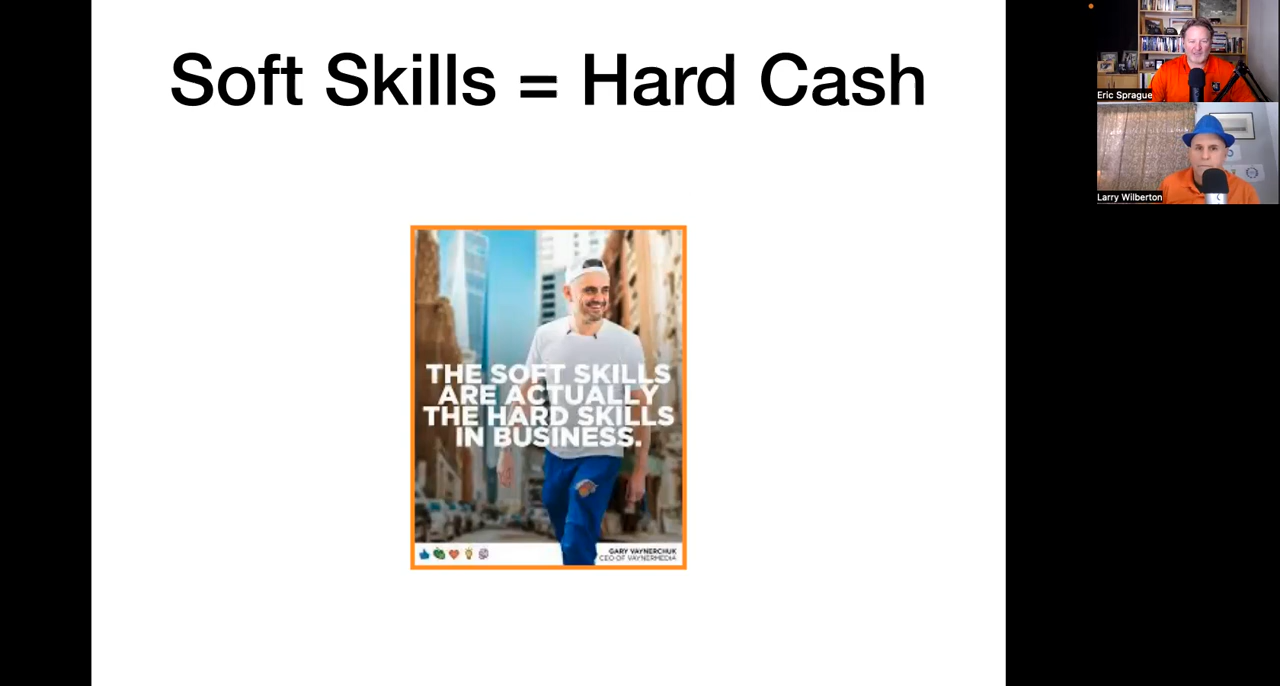 Soft Skills = Hard Cash
THE SOFT SKILLS
ARE ACTUALLY
THE HARD SKILLS
IN BUSINESS.
GARY VAYNERCHUK
CEO OF VAYNERMEDIA
Eric Sprague
Larry Wilberton